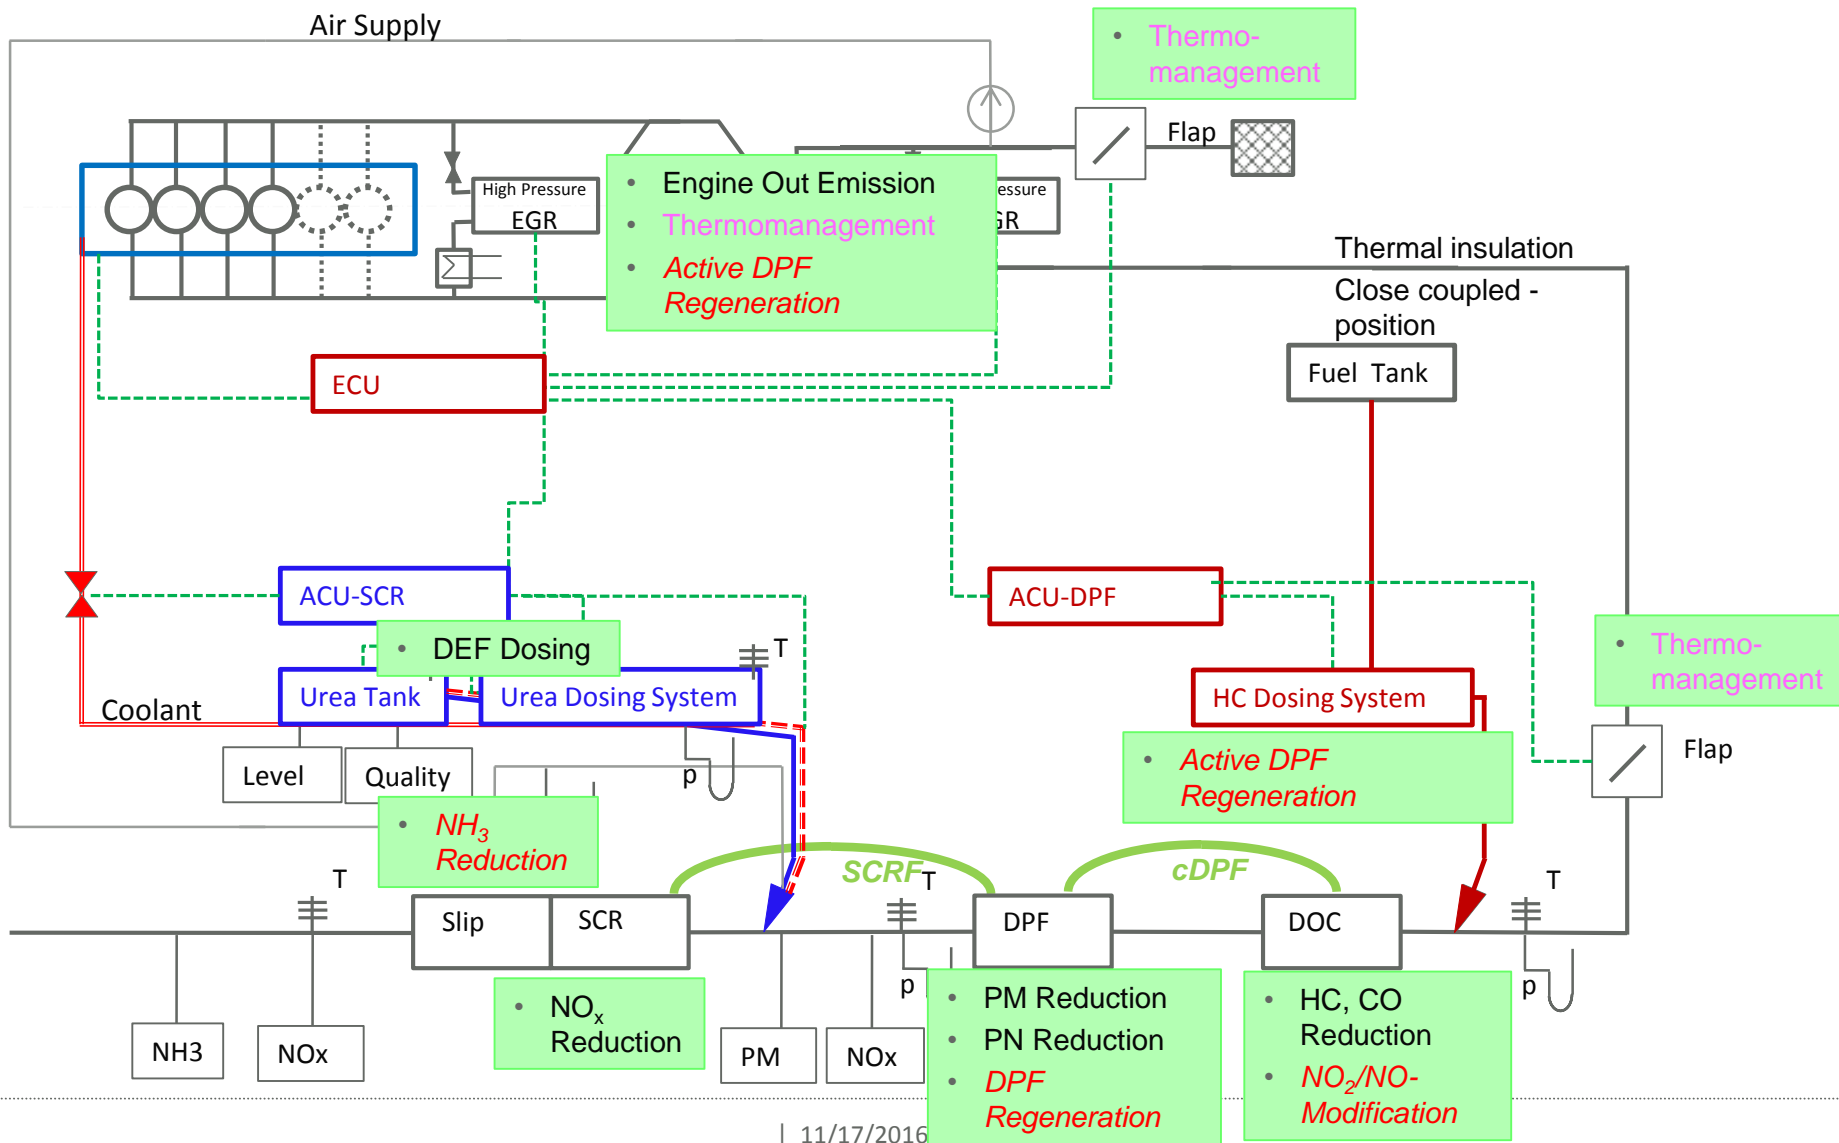 Air Supply
• Thermo-
management
Flap
High Pressure
EGR
• Engine Out Emission
• Thermomanagement
• Active DPF
Regeneration
essure
GR
Thermal insulation
Close coupled -
position
ECU
Fuel Tank
ACU-SCR
ACU-DPF
• DEF Dosing
T
• Thermo-
management
Urea Tank
Urea Dosing System
HC Dosing System
Coolant
Flap
Level
Quality
p
• Active DPF
Regeneration
• NH3
Reduction
SCRF
cDPF
T
T
T
Slip
SCR
DPF
DOC
p
p
• NOx
Reduction
• PM Reduction
• PN Reduction
• DPF
Regeneration
• HC, CO
Reduction
• NO2/NO-
Modification
NH3
NOx
PM
NOx
| 11/17/2016